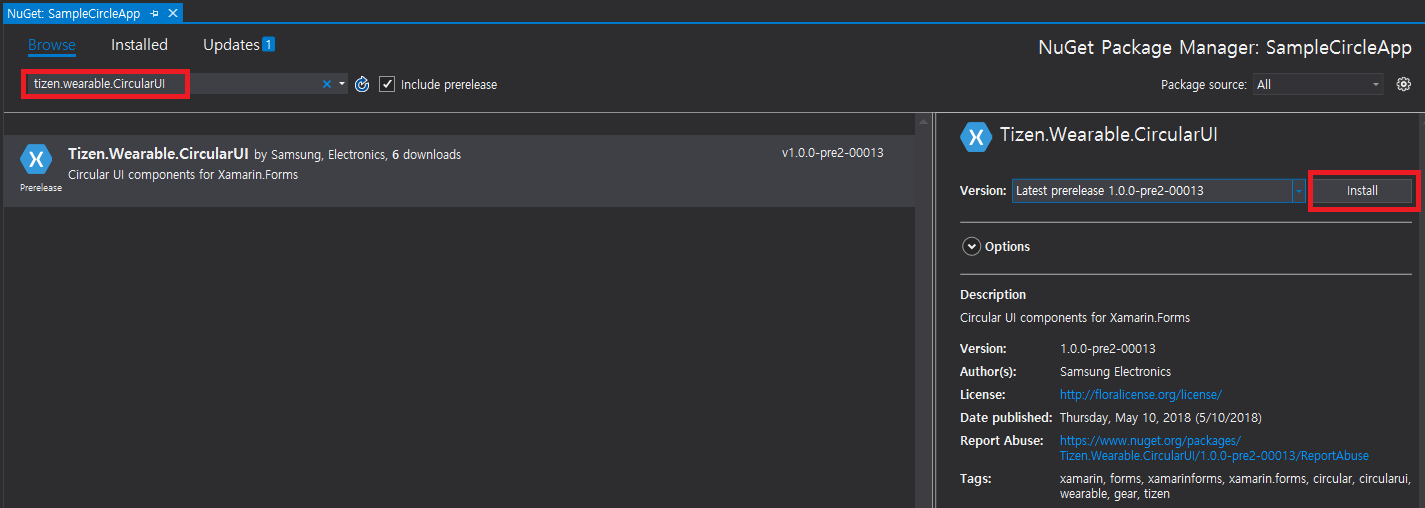 NuGet: SampleCircleApp
Browse Installed Updates 1
NuGet Package Manager: SampleCircleApp
tizen.wearable.CircularUI
Include prerelease
Package source: All
Tizen.Wearable.CircularUI by Samsung, Electronics, 6 downloads
v1.0.0-pre2-00013
Circular UI components for Xamarin.Forms
Prerelease
Tizen.Wearable.CircularUI
Version: Latest prerelease 1.0.0-pre2-00013 Install
Options
Description
Circular UI components for Xamarin.Forms
Version: 1.0.0-pre2-00013
Author(s): Samsung Electronics
License: http://floralicense.org/license/
Date published: Thursday, May 10, 2018 (5/10/2018)
Report Abuse: https://www.nuget.org/packages/
Tizen.Wearable.CircularUI/1.0.0-pre2-00013/ReportAbuse
Tags: xamarin, forms, xamarinforms, xamarin.forms, circular, circularui,
wearable, gear, tizen